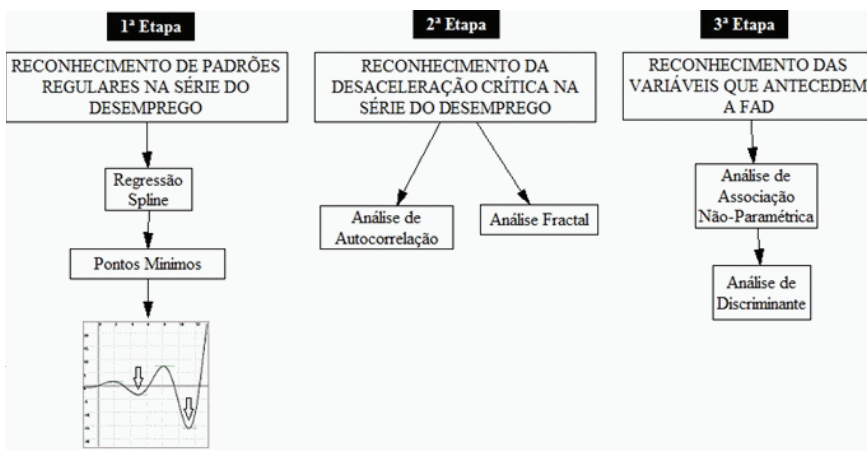 1ª Etapa
RECONHECIMENTO DE PADRÕES
REGULARES NA SÉRIE DO
DESEMPREGO
Regressão
Spline
Pontos Minimos
2ª Etapa
RECONHECIMENTO DA
DESACELERAÇÃO CRÍTICA NA
SÉRIE DO DESEMPREGO
Análise de
Autocorrelação
Análise Fractal
3ª Etapa
RECONHECIMENTO DAS
VARIÁVEIS QUE ANTECEDEM
A FAD
Análise de
Associação
Não-Paramétrica
Análise de
Discriminante